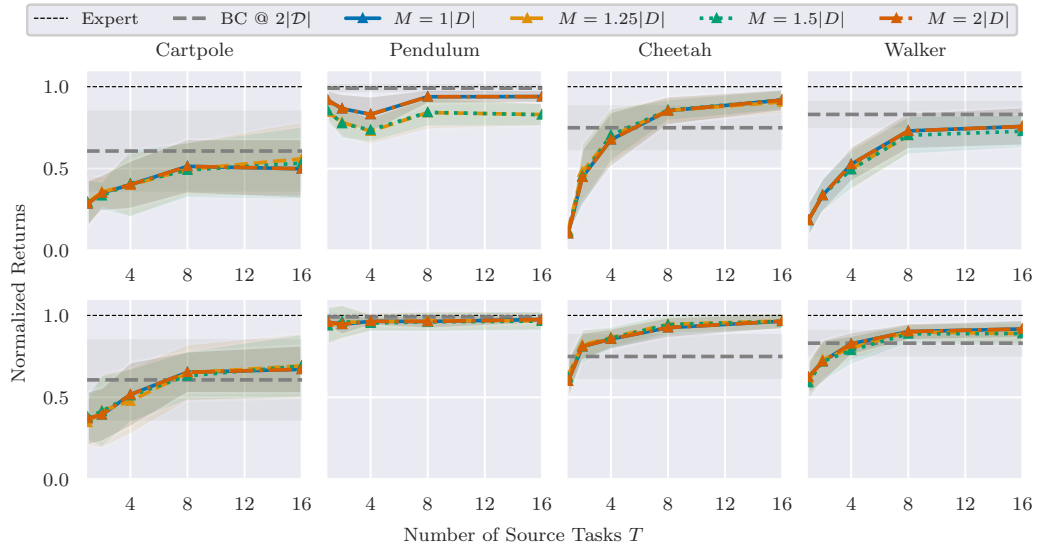 Expert BC @ 2|𝒟| M = 1|D| M = 1.25|D| M = 1.5|D| M = 2|D|
Cartpole Pendulum Cheetah Walker
Normalized Returns
1.0
0.5
0.0
4 8 12 16 4 8 12 16 4 8 12 16 4 8 12 16
1.0
0.5
0.0
4 8 12 16 4 8 12 16 4 8 12 16 4 8 12 16
Number of Source Tasks T